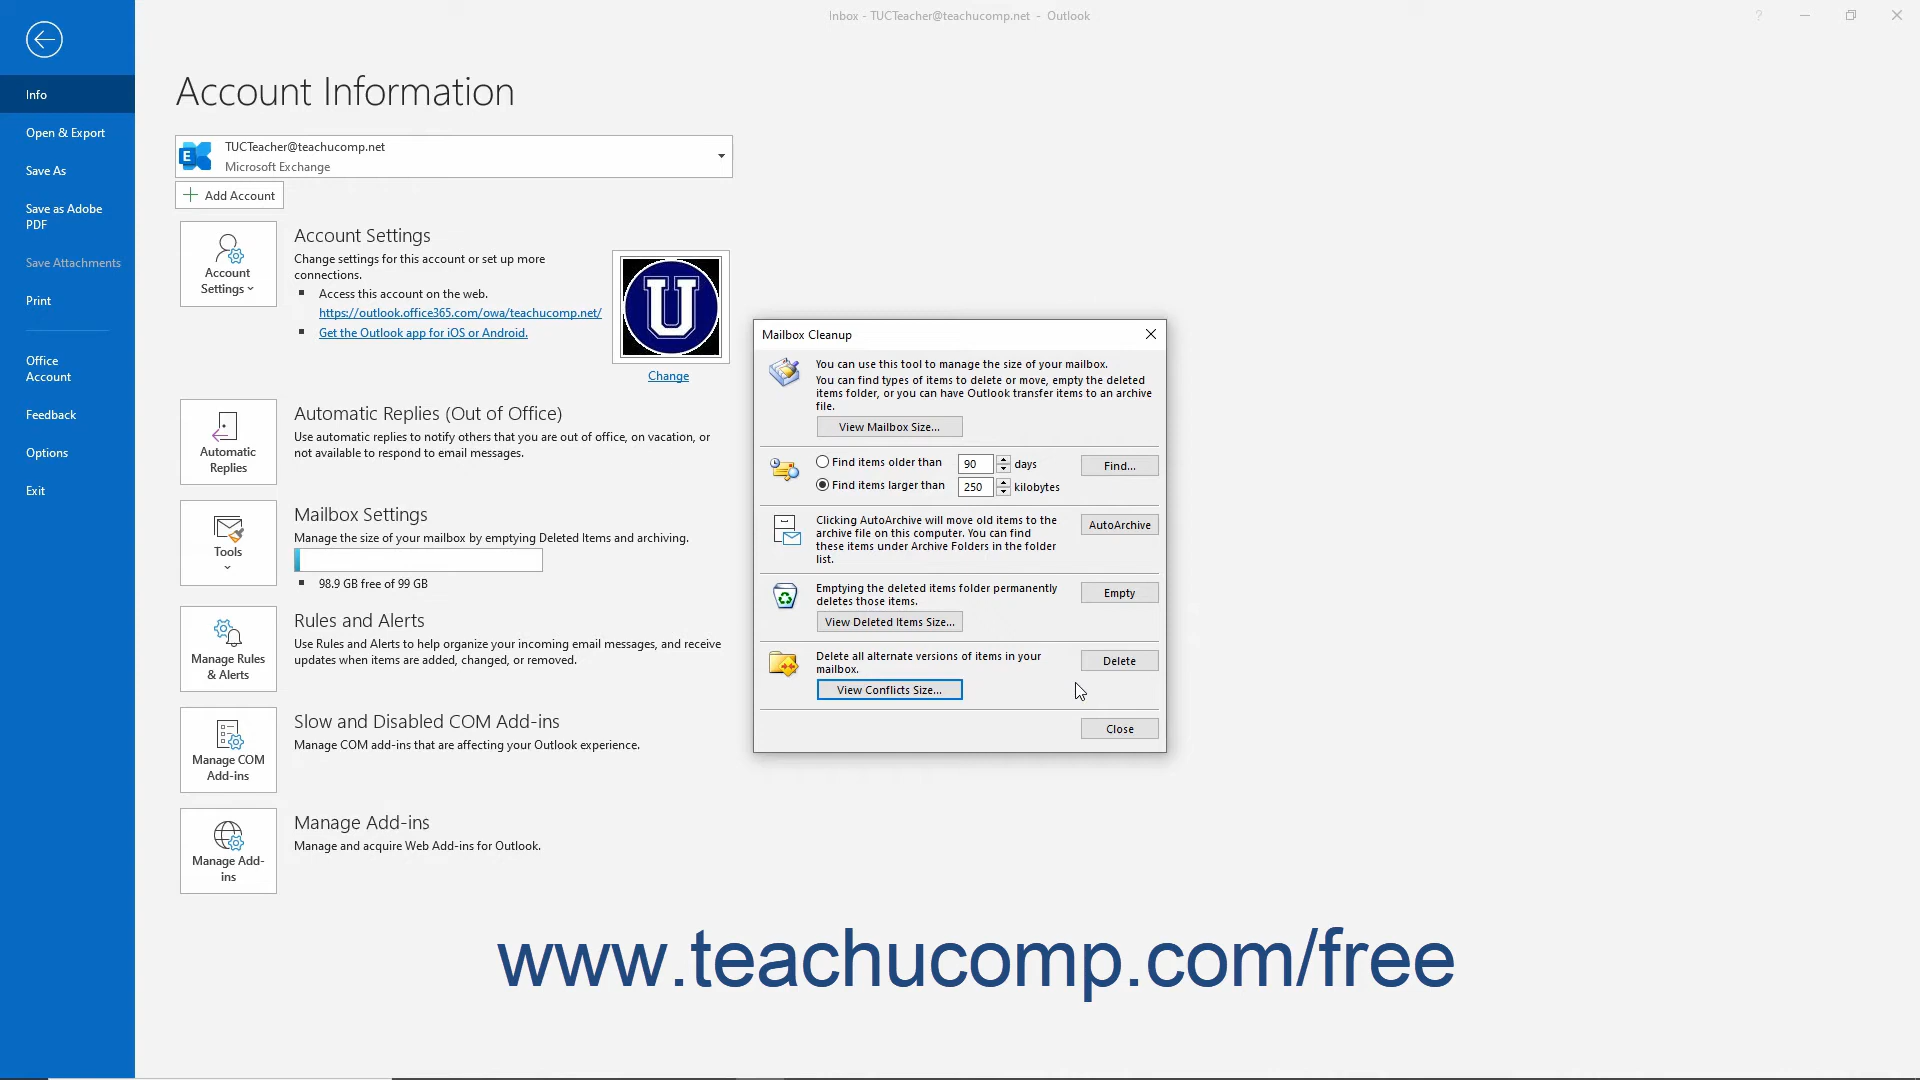 Inbox - TUCTeacher@teachucomp.net - Outlook
?
Info
Open & Export
Save As
Save as Adobe
PDF
Save Attachments
Print
Office
Account
Feedback
Options
Exit
Account Information
E
TUCTeacher@teachucomp.net
Microsoft Exchange
Add Account
Account
Settings
Account Settings
Change settings for this account or set up more
connections.
Access this account on the web.
https://outlook.office365.com/owa/teachucomp.net/
Get the Outlook app for iOS or Android.
U
Change
Automatic
Replies
Automatic Replies (Out of Office)
Use automatic replies to notify others that you are out of office, on vacation, or
not available to respond to email messages.
Tools
Mailbox Settings
Manage the size of your mailbox by emptying Deleted Items and archiving.
98.9 GB free of 99 GB
Manage Rules
& Alerts
Rules and Alerts
Use Rules and Alerts to help organize your incoming email messages, and receive
updates when items are added, changed, or removed.
Manage COM
Add-ins
Slow and Disabled COM Add-ins
Manage COM add-ins that are affecting your Outlook experience.
Manage Add-
ins
Manage Add-ins
Manage and acquire Web Add-ins for Outlook.
Mailbox Cleanup
You can use this tool to manage the size of your mailbox.
You can find types of items to delete or move, empty the deleted
items folder, or you can have Outlook transfer items to an archive
file.
View Mailbox Size...
Find items older than 90 days
Find...
Find items larger than 250 kilobytes
Clicking AutoArchive will move old items to the
archive file on this computer. You can find
these items under Archive Folders in the folder
list.
AutoArchive
Emptying the deleted items folder permanently
deletes those items.
Empty
View Deleted Items Size...
Delete all alternate versions of items in your
mailbox.
Delete
View Conflicts Size...
Close
www.teachucomp.com/free